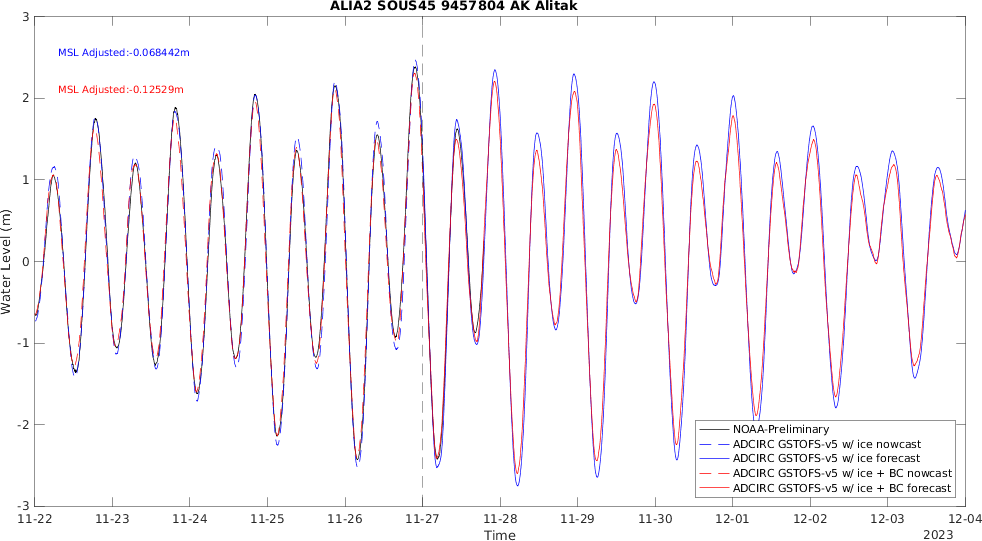 ALIA2 SOUS45 9457804 AK Alitak
MSL Adjusted:-0.068442m
MSL Adjusted:-0.12529m
Water Level (m)
3
2
1
0
-1
-2
-3
NOAA-Preliminary
ADCIRC GSTOFS-v5 w/ ice nowcast
ADCIRC GSTOFS-v5 w/ ice forecast
ADCIRC GSTOFS-v5 w/ ice + BC nowcast
ADCIRC GSTOFS-v5 w/ ice + BC forecast
11-22 11-23 11-24 11-25 11-26 11-27 11-28 11-29 11-30 12-01 12-02 12-03 12-04
Time
2023